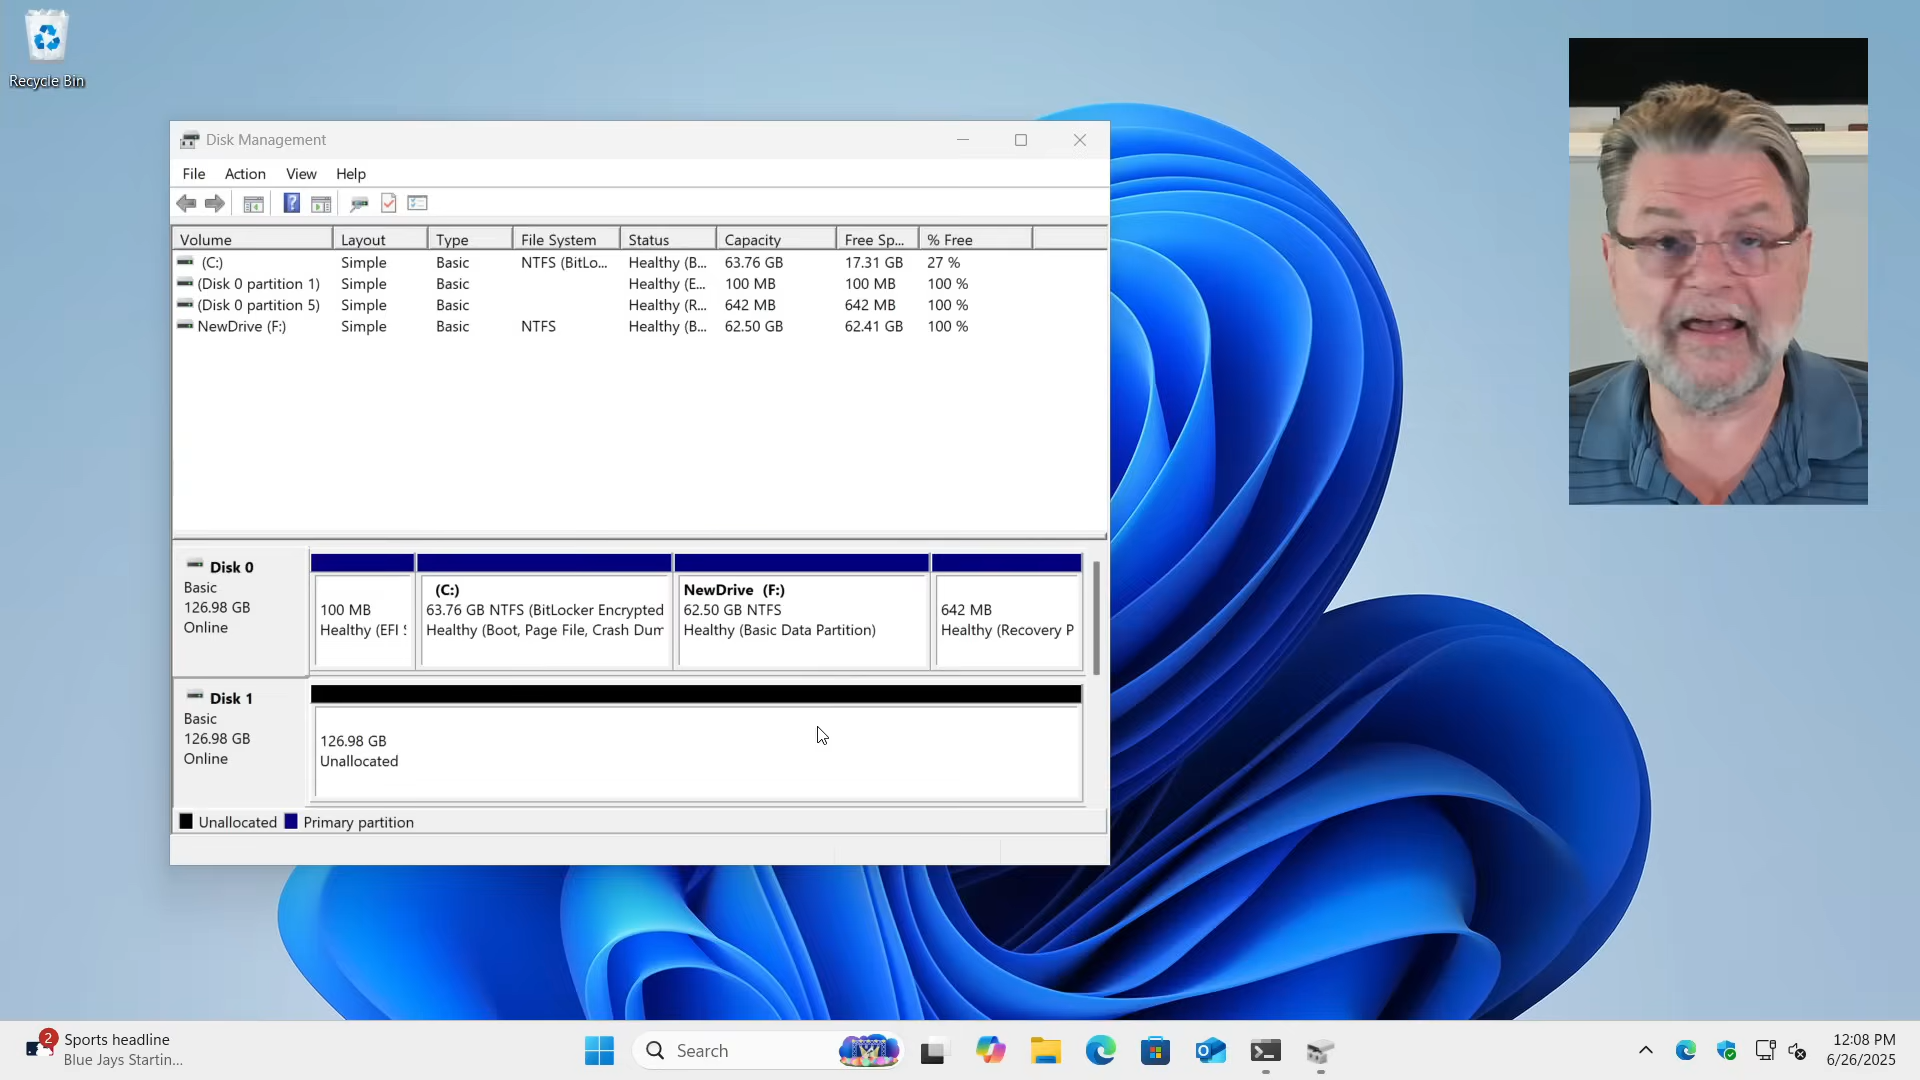 Recycle Bin
Disk Management
File Action View Help
Volume Layout Type File System Status Capacity Free Sp... % Free
(C:) Simple Basic NTFS (BitLo... Healthy (B... 63.76 GB 17.31 GB 27 %
(Disk 0 partition 1) Simple Basic Healthy (E... 100 MB 100 MB 100 %
(Disk 0 partition 5) Simple Basic Healthy (R... 642 MB 642 MB 100 %
NewDrive (F:) Simple Basic NTFS Healthy (B... 62.50 GB 62.41 GB 100 %
Disk 0
Basic
126.98 GB
Online
100 MB
Healthy (EFI
(C:)
63.76 GB NTFS (BitLocker Encrypted
Healthy (Boot, Page File, Crash Dum
NewDrive (F:)
62.50 GB NTFS
Healthy (Basic Data Partition)
642 MB
Healthy (Recovery P
Disk 1
Basic
126.98 GB
Online
126.98 GB
Unallocated
Unallocated Primary partition
2
Sports headline
Blue Jays Startin...
Search
12:08 PM
6/26/2025